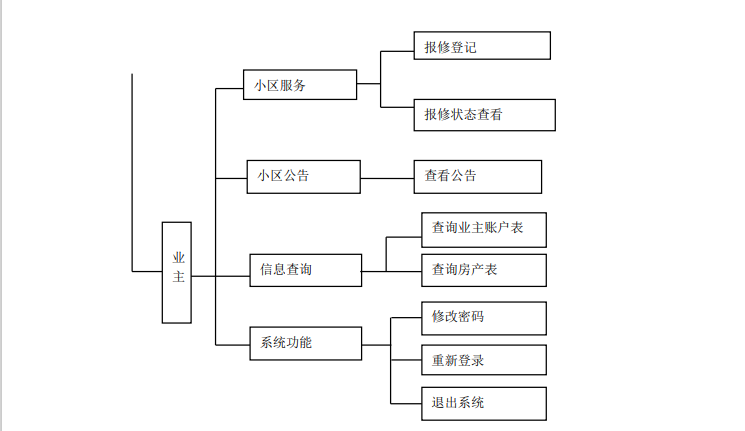 业
主
小区服务
报修登记
报修状态查看
小区公告
查看公告
信息查询
查询业主账户表
查询房产表
系统功能
修改密码
重新登录
退出系统